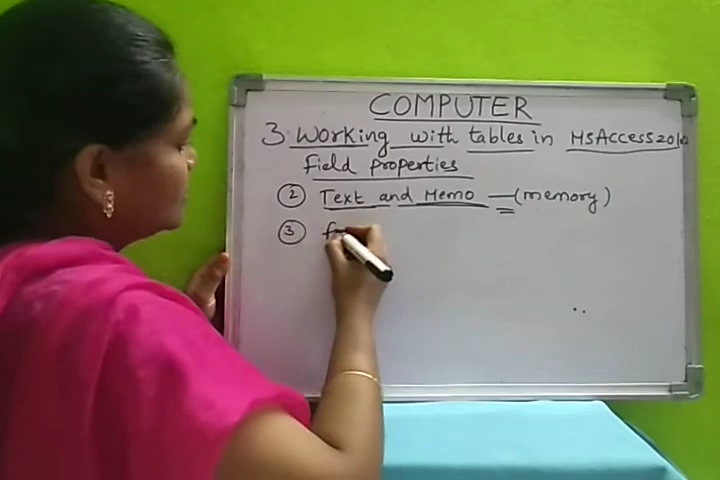 COMPUTER
3 Working with tables in MSAccess2010
Field properties
② Text and Memo —(memory)
③